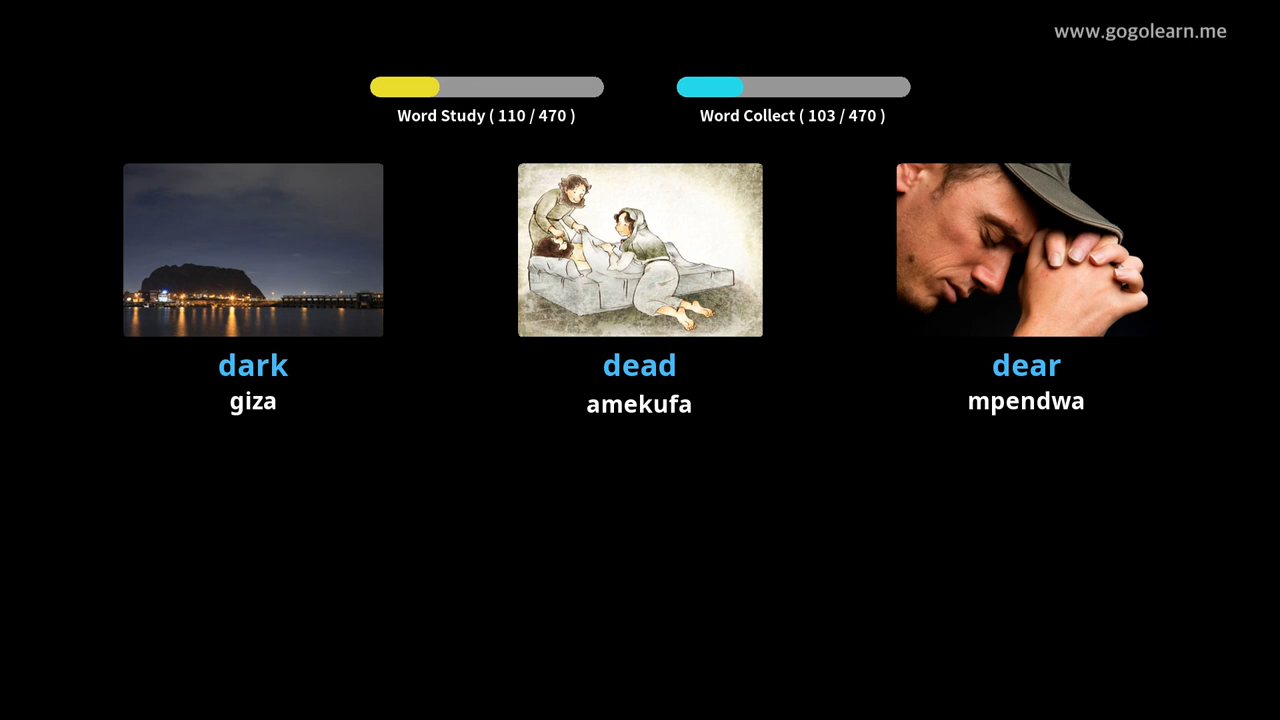 www.gogolearn.me
Word Study ( 110 / 470 )
Word Collect ( 103 / 470 )
dark
giza
dead
amekufa
dear
mpendwa